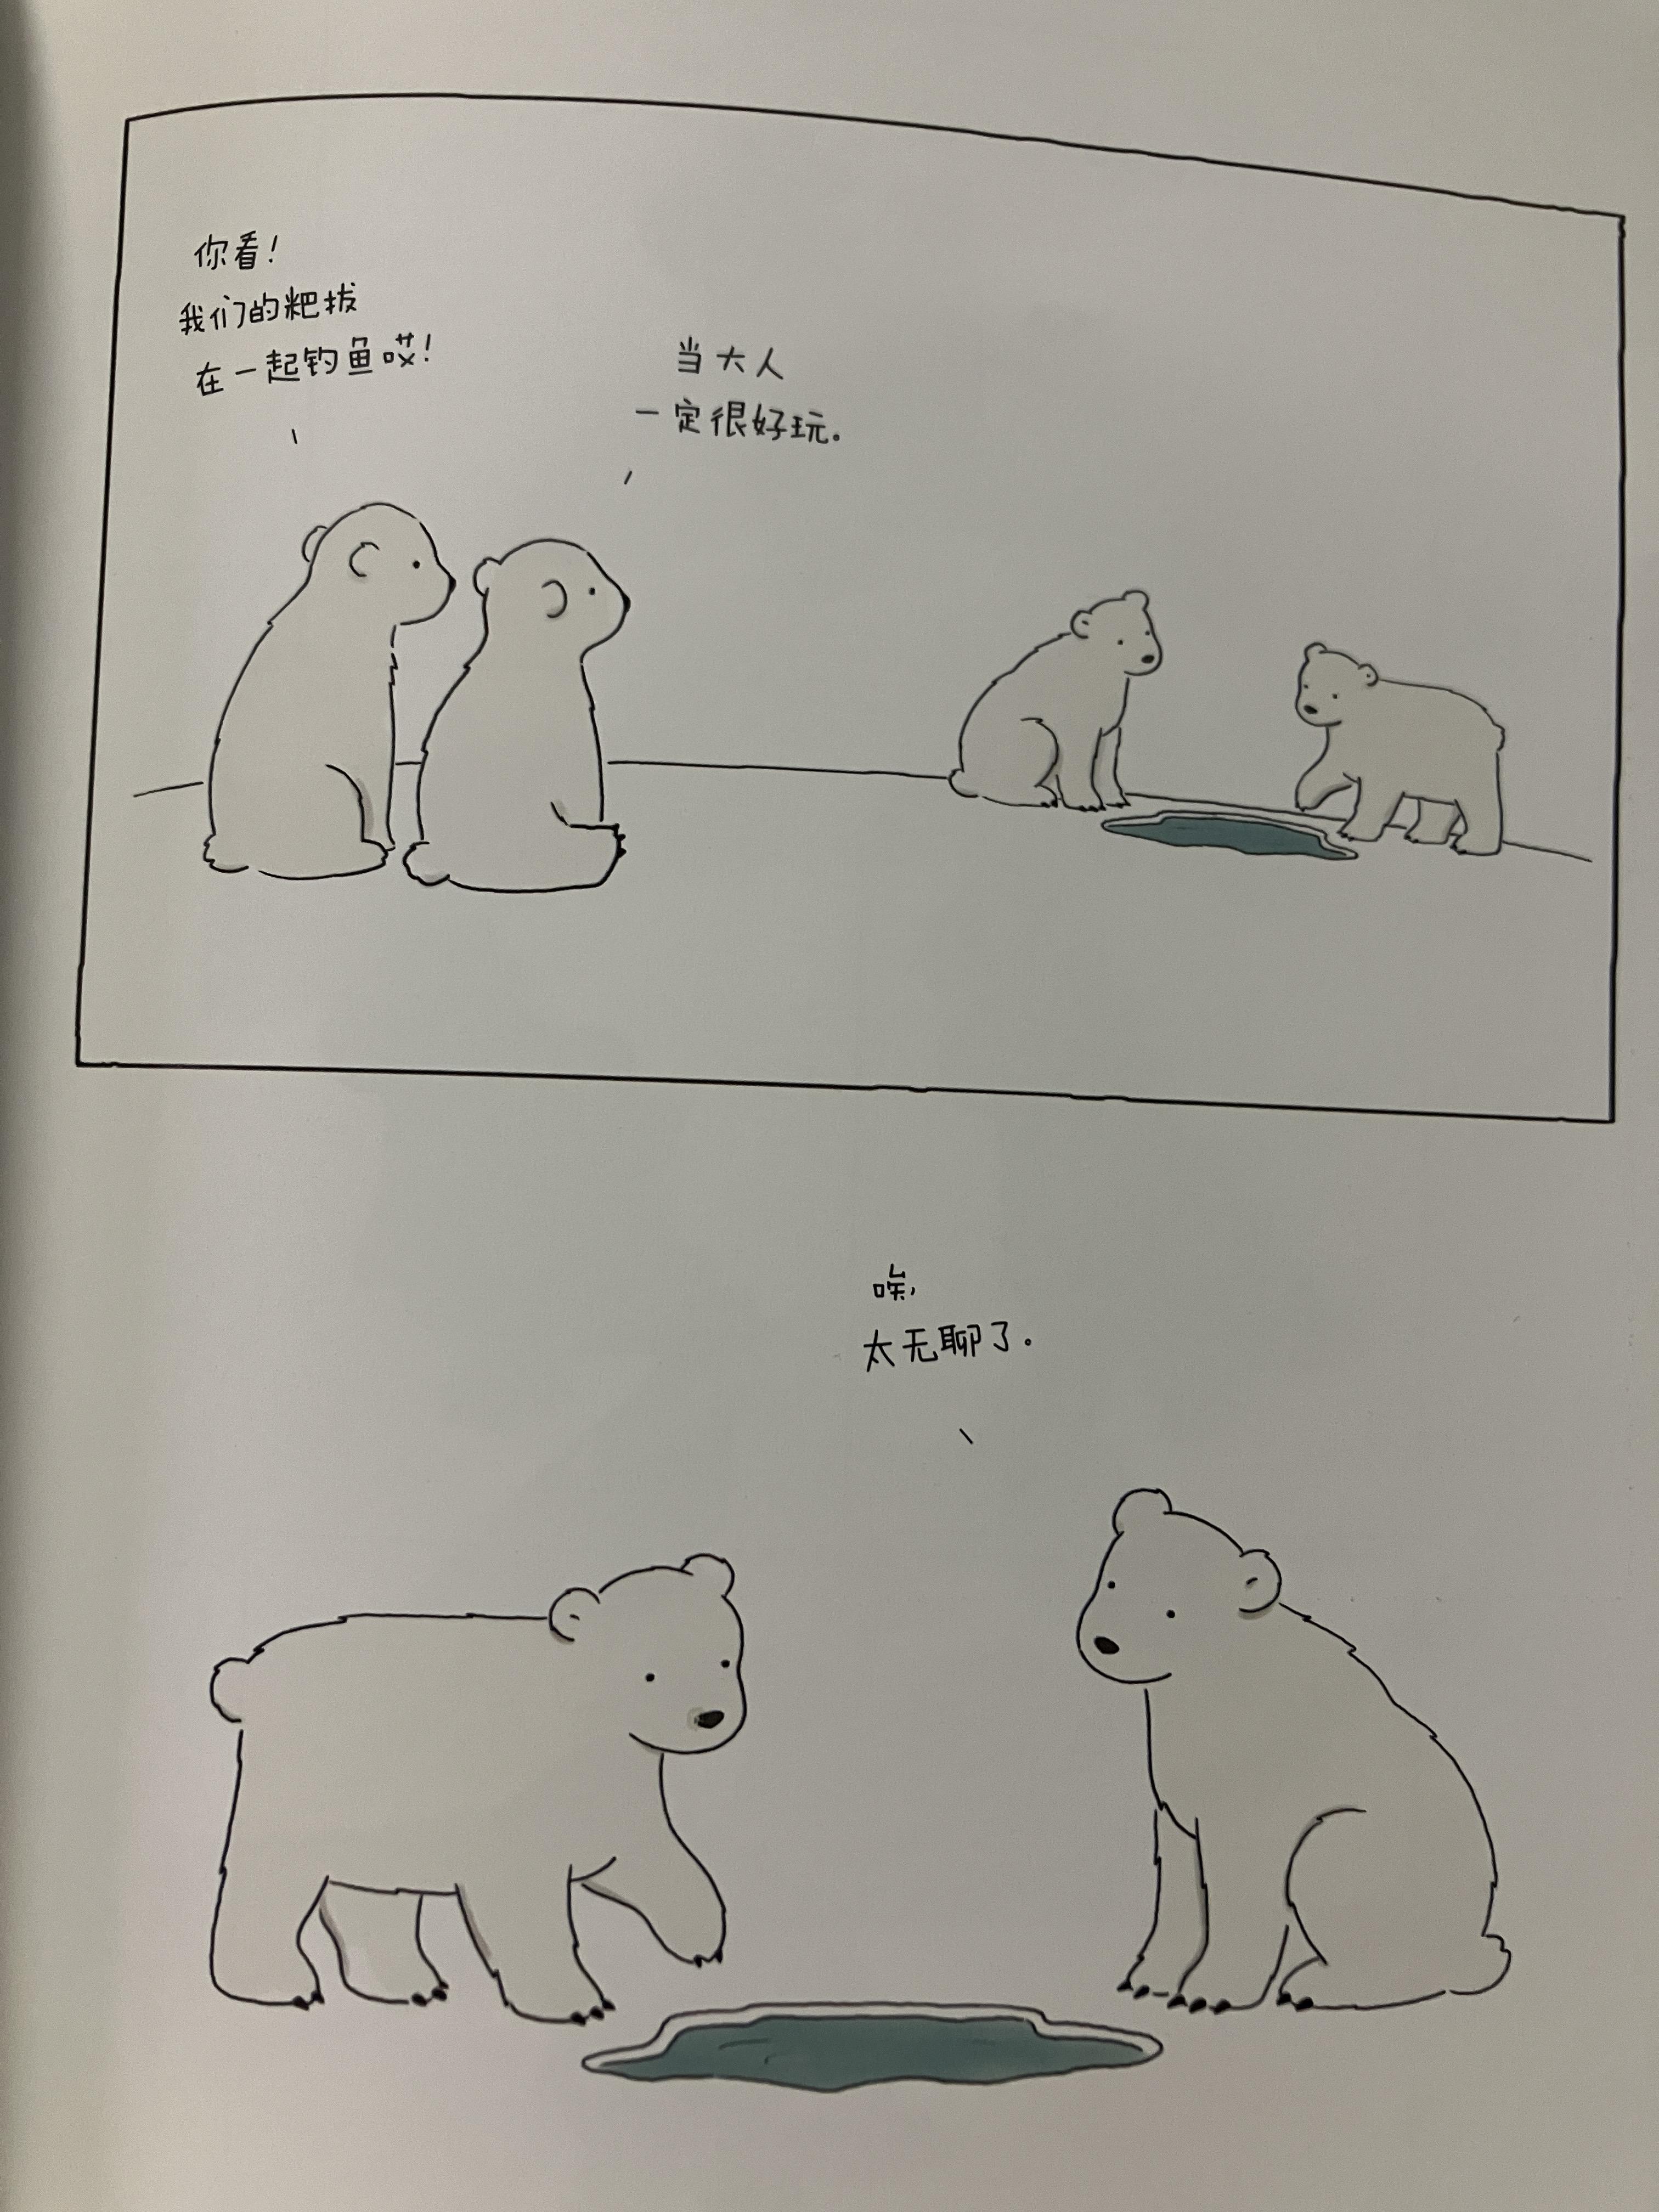 你看！
我们的粑拔
在一起钓鱼哎！
当大人
一定很好玩。
唉，
太无聊了。